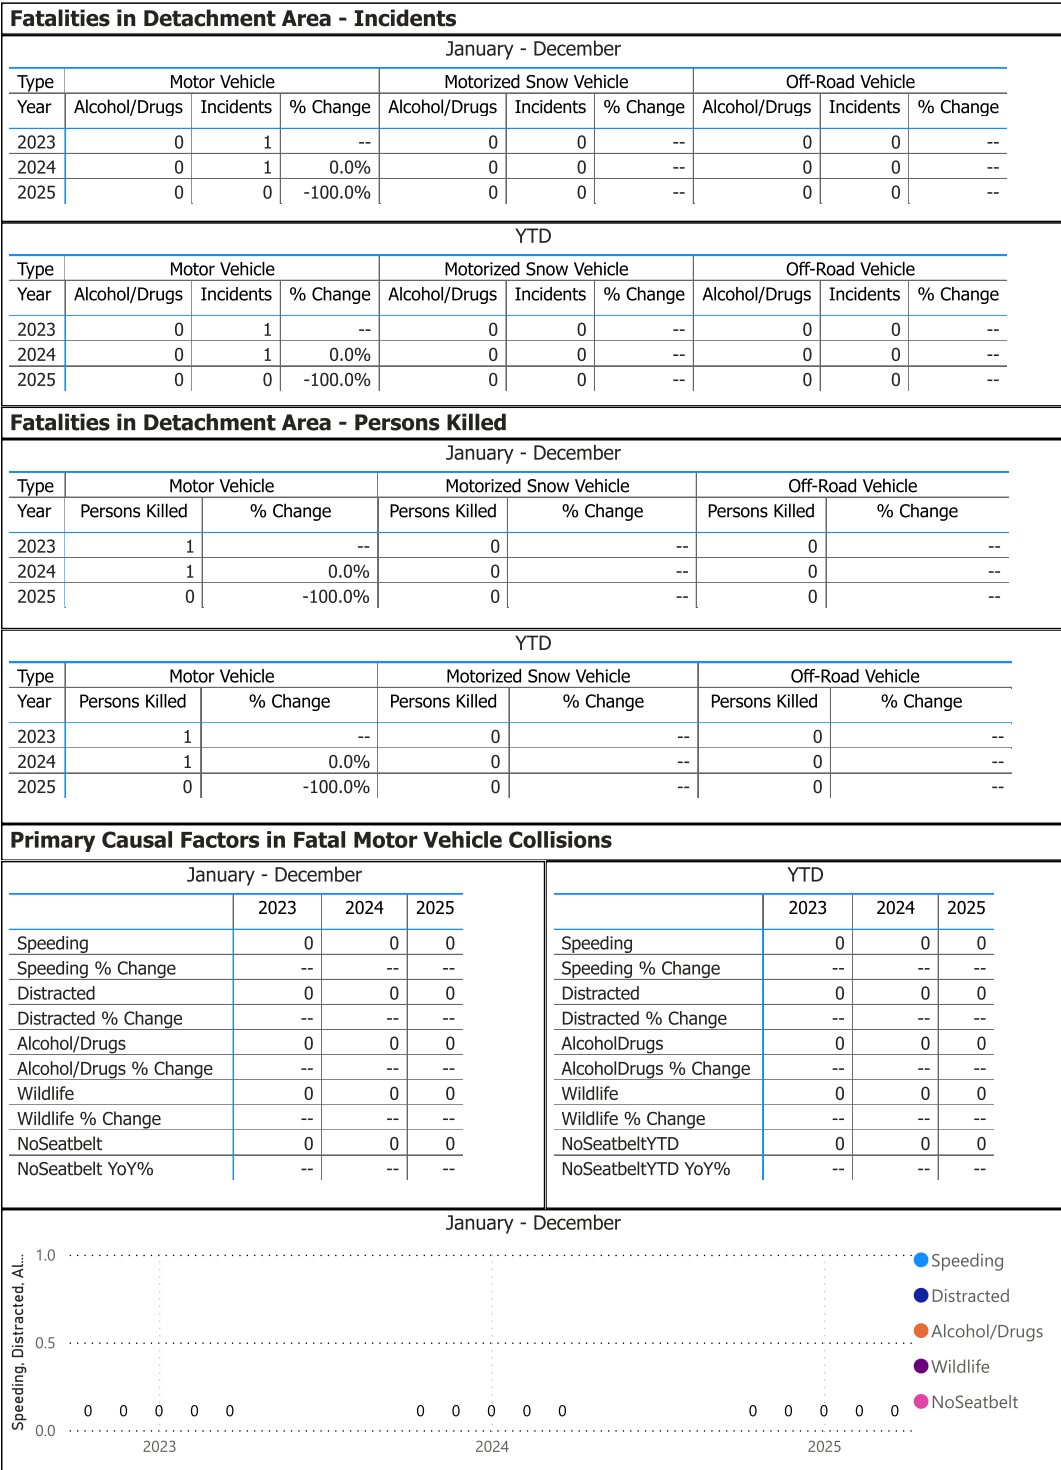 Fatalities in Detachment Area - Incidents
January - December
Type Motor Vehicle Motorized Snow Vehicle Off-Road Vehicle
Year Alcohol/Drugs Incidents % Change Alcohol/Drugs Incidents % Change Alcohol/Drugs Incidents % Change
2023 0 1 -- 0 0 -- 0 0 --
2024 0 1 0.0% 0 0 -- 0 0 --
2025 0 0 -100.0% 0 0 -- 0 0 --
YTD
Type Motor Vehicle Motorized Snow Vehicle Off-Road Vehicle
Year Alcohol/Drugs Incidents % Change Alcohol/Drugs Incidents % Change Alcohol/Drugs Incidents % Change
2023 0 1 -- 0 0 -- 0 0 --
2024 0 1 0.0% 0 0 -- 0 0 --
2025 0 0 -100.0% 0 0 -- 0 0 --
Fatalities in Detachment Area - Persons Killed
January - December
Type Motor Vehicle Motorized Snow Vehicle Off-Road Vehicle
Year Persons Killed % Change Persons Killed % Change Persons Killed % Change
2023 1 -- 0 -- 0 --
2024 1 0.0% 0 -- 0 --
2025 0 -100.0% 0 -- 0 --
YTD
Type Motor Vehicle Motorized Snow Vehicle Off-Road Vehicle
Year Persons Killed % Change Persons Killed % Change Persons Killed % Change
2023 1 -- 0 -- 0 --
2024 1 0.0% 0 -- 0 --
2025 0 -100.0% 0 -- 0 --
Primary Causal Factors in Fatal Motor Vehicle Collisions
January - December
2023 2024 2025
Speeding 0 0 0
Speeding % Change -- -- --
Distracted 0 0 0
Distracted % Change -- -- --
Alcohol/Drugs 0 0 0
Alcohol/Drugs % Change -- -- --
Wildlife 0 0 0
Wildlife % Change -- -- --
NoSeatbelt 0 0 0
NoSeatbelt YoY% -- -- --
YTD
2023 2024 2025
Speeding 0 0 0
Speeding % Change -- -- --
Distracted 0 0 0
Distracted % Change -- -- --
AlcoholDrugs 0 0 0
AlcoholDrugs % Change -- -- --
Wildlife 0 0 0
Wildlife % Change -- -- --
NoSeatbeltYTD 0 0 0
NoSeatbeltYTD YoY% -- -- --
January - December
Speeding, Distracted, Al...
1.0
0.5
0.0
0 0 0 0 0 0 0 0 0 0 0 0 0 0 0
2023 2024 2025
Speeding
Distracted
Alcohol/Drugs
Wildlife
NoSeatbelt